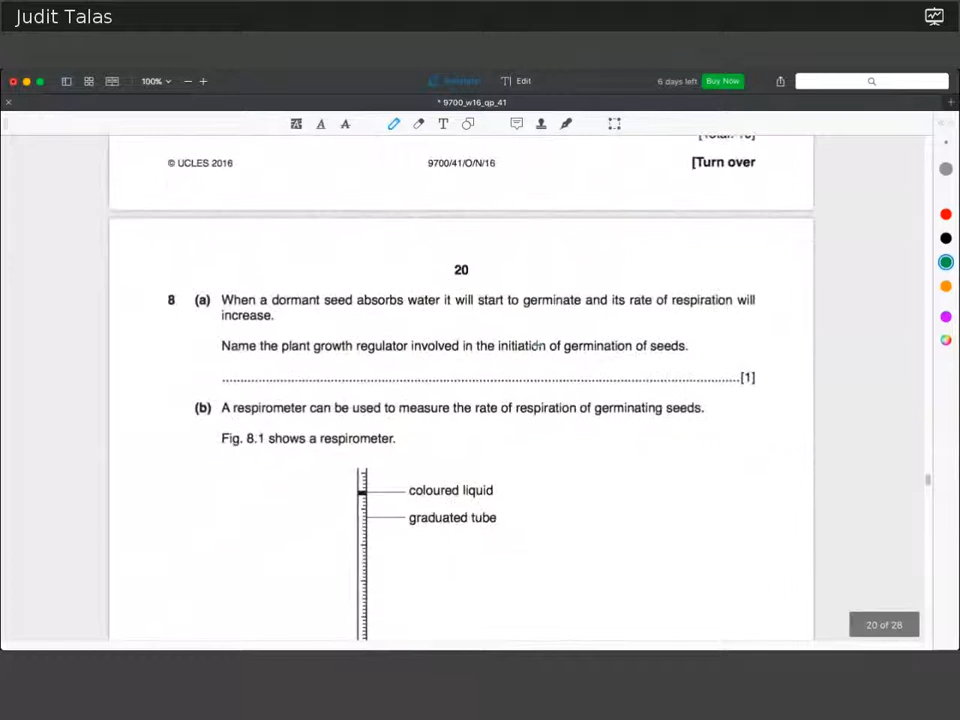 Judit Talas
100%
Annotate
Edit
6 days left
Buy Now
* 9700_w16_qp_41
© UCLES 2016
9700/41/O/N/16
[Turn over
20
8 (a) When a dormant seed absorbs water it will start to germinate and its rate of respiration will
increase.
Name the plant growth regulator involved in the initiation of germination of seeds.
[1]
(b) A respirometer can be used to measure the rate of respiration of germinating seeds.
Fig. 8.1 shows a respirometer.
coloured liquid
graduated tube
20 of 28